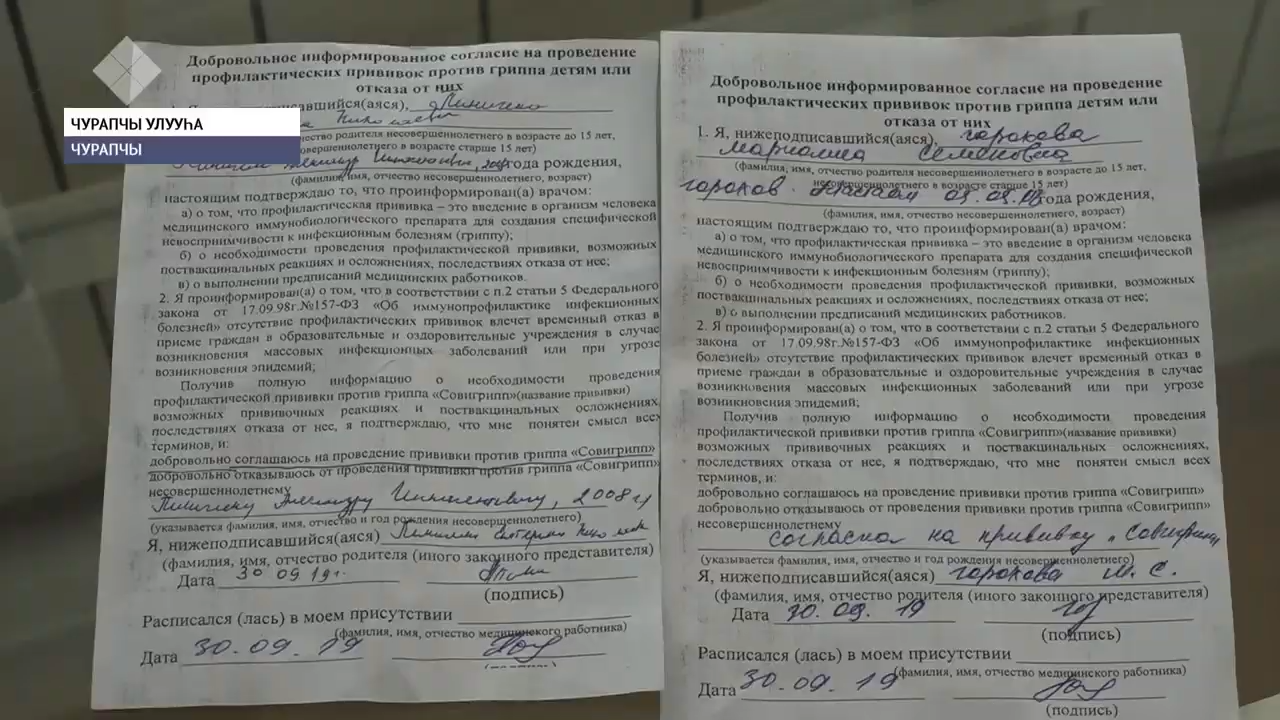 ЧУРАПЧЫ УЛУУҺА
ЧУРАПЧЫ
Добровольное информированное согласие на проведение
профилактических прививок против гриппа детям или
отказа от них
(фамилия, имя, отчество несовершеннолетнего, возраст)
настоящим подтверждаю то, что проинформирован(а) врачом:
а) о том, что профилактическая прививка – это введение в организм человека
медицинского иммунобиологического препарата для создания специфической
невосприимчивости к инфекционным болезням (гриппу);
б) о необходимости проведения профилактической прививки, возможных
поствакцинальных реакциях и осложнениях, последствиях отказа от нее;
в) о выполнении предписаний медицинских работников.
2. Я проинформирован(а) о том, что в соответствии с п.2 статьи 5 Федерального
закона от 17.09.98г.№157-ФЗ «Об иммунопрофилактике инфекционных
болезней» отсутствие профилактических прививок влечет временный отказ в
приеме граждан в образовательные и оздоровительные учреждения в случае
возникновения массовых инфекционных заболеваний или при угрозе
возникновения эпидемий;
Получив полную информацию о необходимости проведения
профилактической прививки против гриппа «Совигрипп»(название прививки)
возможных прививочных реакциях и поствакцинальных осложнениях,
последствиях отказа от нее, я подтверждаю, что мне понятен смысл всех
терминов, и:
добровольно соглашаюсь на проведение прививки против гриппа «Совигрипп»
добровольно отказываюсь от проведения прививки против гриппа «Совигрипп»
несовершеннолетнему
2008 г
(указывается фамилия, имя, отчество и год рождения несовершеннолетнего)
Я, нижеподписавшийся(аяся)
(фамилия, имя, отчество родителя (иного законного представителя)
Дата 30 09 19г.
(подпись)
Расписался (лась) в моем присутствии
(фамилия, имя, отчество медицинского работника)
Дата 30.09.19
Добровольное информированное согласие на проведение
профилактических прививок против гриппа детям или
отказа от них
1. Я, нижеподписавшийся(аяся), Горохова
Семеновна
(фамилия, имя, отчество родителя несовершеннолетнего в возрасте до 15 лет,
несовершеннолетнего в возрасте старше 15 лет)
Горохов года рождения,
(фамилия, имя, отчество несовершеннолетнего, возраст)
настоящим подтверждаю то, что проинформирован(а) врачом:
а) о том, что профилактическая прививка – это введение в организм человека
медицинского иммунобиологического препарата для создания специфической
невосприимчивости к инфекционным болезням (гриппу);
б) о необходимости проведения профилактической прививки, возможных
поствакцинальных реакциях и осложнениях, последствиях отказа от нее;
в) о выполнении предписаний медицинских работников.
2. Я проинформирован(а) о том, что в соответствии с п.2 статьи 5 Федерального
закона от 17.09.98г.№157-ФЗ «Об иммунопрофилактике инфекционных
болезней» отсутствие профилактических прививок влечет временный отказ в
приеме граждан в образовательные и оздоровительные учреждения в случае
возникновения массовых инфекционных заболеваний или при угрозе
возникновения эпидемий;
Получив полную информацию о необходимости проведения
профилактической прививки против гриппа «Совигрипп»(название прививки)
возможных прививочных реакциях и поствакцинальных осложнениях,
последствиях отказа от нее, я подтверждаю, что мне понятен смысл всех
терминов, и:
добровольно соглашаюсь на проведение прививки против гриппа «Совигрипп»
добровольно отказываюсь от проведения прививки против гриппа «Совигрипп»
несовершеннолетнему
согласна на прививку „Совигрипп
(указывается фамилия, имя, отчество и год рождения несовершеннолетнего)
Я, нижеподписавшийся(аяся) Горохова М. С.
(фамилия, имя, отчество родителя (иного законного представителя)
Дата 30. 09. 19
(подпись)
Расписался (лась) в моем присутствии
(фамилия, имя, отчество медицинского работника)
Дата 30. 09. 19
(подпись)